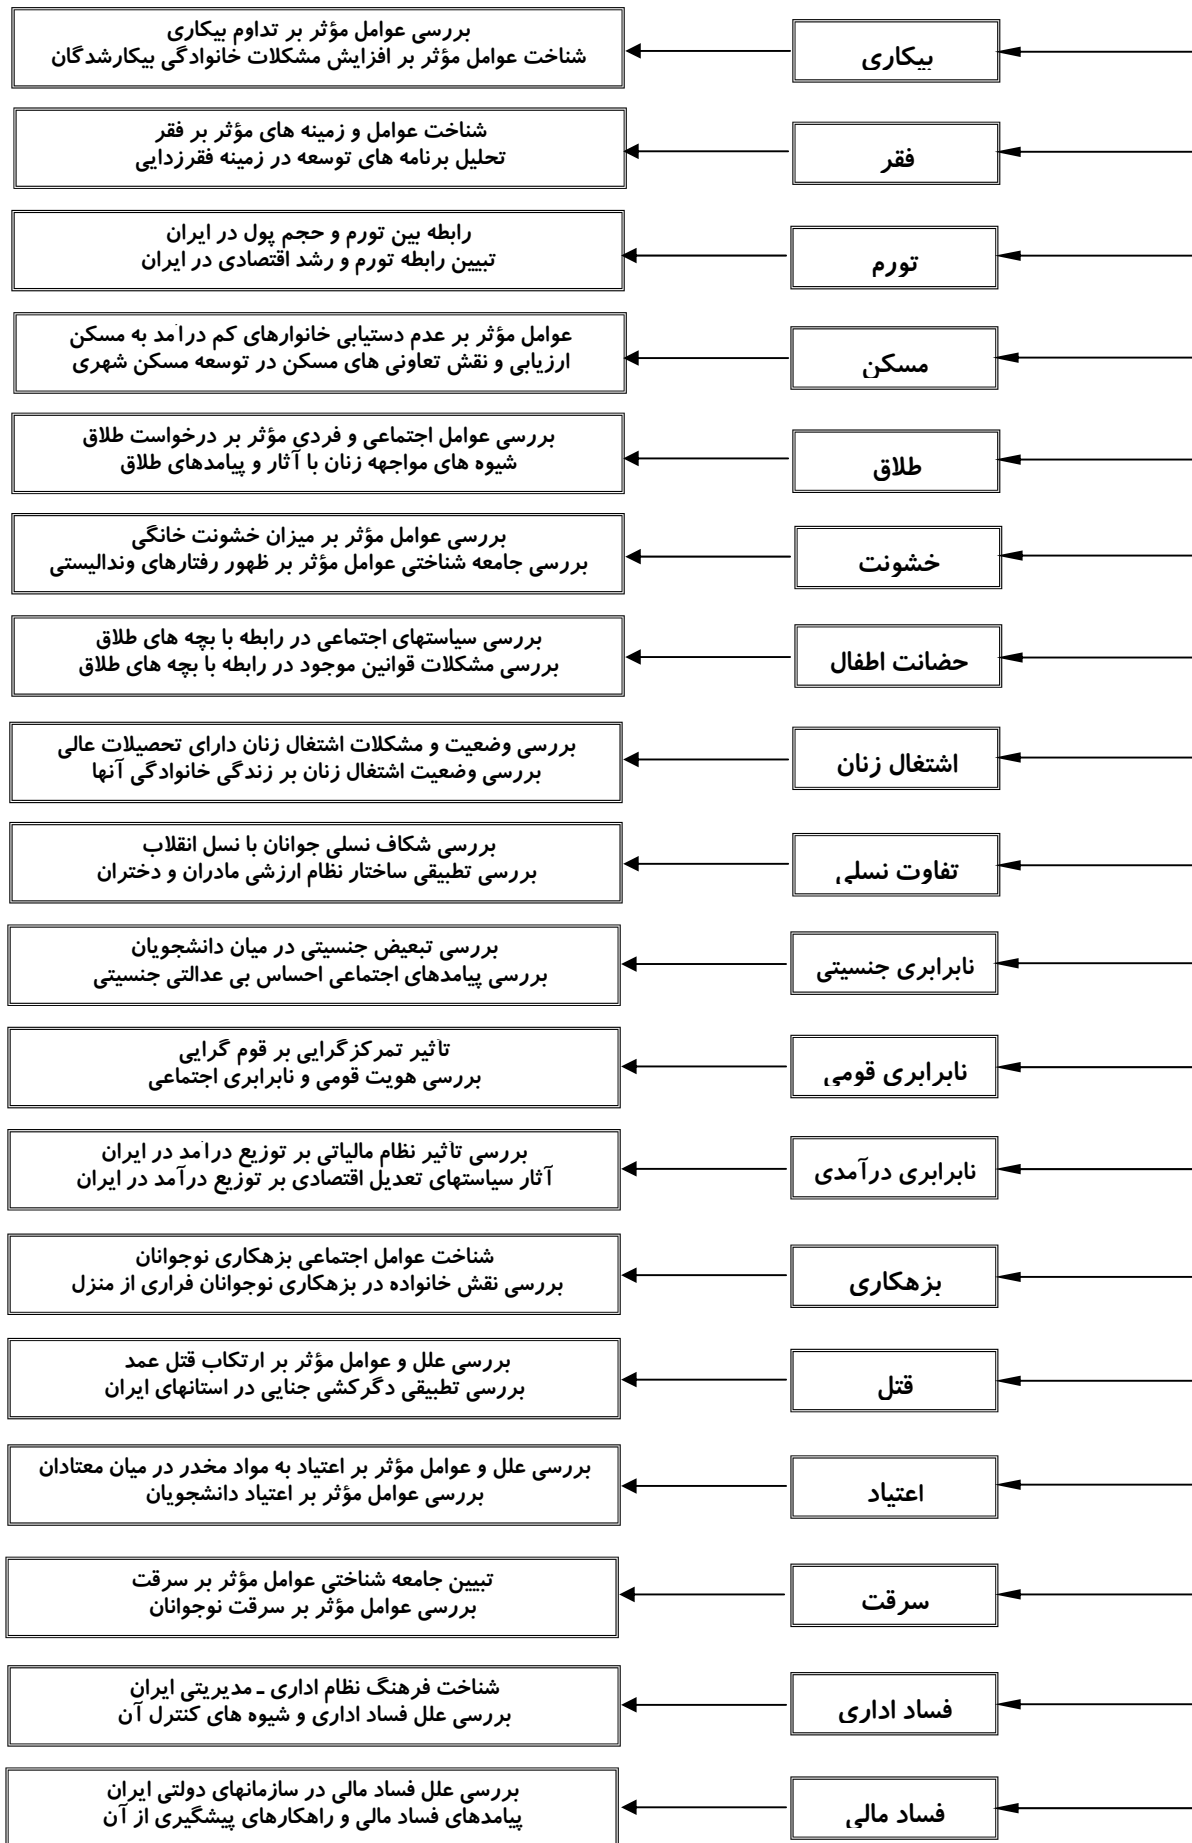 بیکاری
بررسی عوامل مؤثر بر تداوم بیکاری
شناخت عوامل مؤثر بر افزایش مشکلات خانوادگی بیکارشدگان
فقر
شناخت عوامل و زمینه های مؤثر بر فقر
تحلیل برنامه های توسعه در زمینه فقرزدایی
تورم
رابطه بین تورم و حجم پول در ایران
تبیین رابطه تورم و رشد اقتصادی در ایران
مسکن
عوامل مؤثر بر عدم دستیابی خانوارهای کم درآمد به مسکن
ارزیابی و نقش تعاونی های مسکن در توسعه مسکن شهری
طلاق
بررسی عوامل اجتماعی و فردی مؤثر بر درخواست طلاق
شیوه های مواجهه زنان با آثار و پیامدهای طلاق
خشونت
بررسی عوامل مؤثر بر میزان خشونت خانگی
بررسی جامعه شناختی عوامل مؤثر بر ظهور رفتارهای وندالیستی
حضانت اطفال
بررسی سیاستهای اجتماعی در رابطه با بچه های طلاق
بررسی مشکلات قوانین موجود در رابطه با بچه های طلاق
اشتغال زنان
بررسی وضعیت و مشکلات اشتغال زنان دارای تحصیلات عالی
بررسی وضعیت اشتغال زنان بر زندگی خانوادگی آنها
تفاوت نسلی
بررسی شکاف نسلی جوانان با نسل انقلاب
بررسی تطبیقی ساختار نظام ارزشی مادران و دختران
نابرابری جنسیتی
بررسی تبعیض جنسیتی در میان دانشجویان
بررسی پیامدهای اجتماعی احساس بی عدالتی جنسیتی
نابرابری قومی
تأثیر تمرکزگرایی بر قوم گرایی
بررسی هویت قومی و نابرابری اجتماعی
نابرابری درآمدی
بررسی تأثیر نظام مالیاتی بر توزیع درآمد در ایران
آثار سیاستهای تعدیل اقتصادی بر توزیع درآمد در ایران
بزهکاری
شناخت عوامل اجتماعی بزهکاری نوجوانان
بررسی نقش خانواده در بزهکاری نوجوانان فراری از منزل
قتل
بررسی علل و عوامل مؤثر بر ارتکاب قتل عمد
بررسی تطبیقی دگرکشی جنایی در استانهای ایران
اعتیاد
بررسی علل و عوامل مؤثر بر اعتیاد به مواد مخدر در میان معتادان
بررسی عوامل مؤثر بر اعتیاد دانشجویان
سرقت
تبیین جامعه شناختی عوامل مؤثر بر سرقت
بررسی عوامل مؤثر بر سرقت نوجوانان
فساد اداری
شناخت فرهنگ نظام اداری ـ مدیریتی ایران
بررسی علل فساد اداری و شیوه های کنترل آن
فساد مالی
بررسی علل فساد مالی در سازمانهای دولتی ایران
پیامدهای فساد مالی و راهکارهای پیشگیری از آن